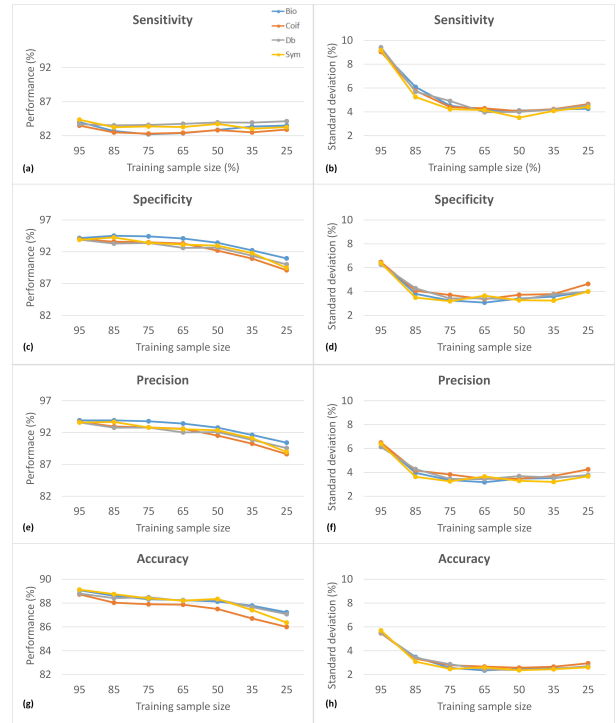 Sensitivity
Bio
Coif
Db
Sym
Performance (%)
92
87
82
95 85 75 65 50 35 25
(a) Training sample size (%)
Sensitivity
Standard deviation (%)
10
8
6
4
2
95 85 75 65 50 35 25
(b) Training sample size (%)
Specificity
Performance (%)
97
92
87
82
95 85 75 65 50 35 25
(c) Training sample size
Specificity
Standard deviation (%)
10
8
6
4
2
95 85 75 65 50 35 25
(d) Training sample size
Precision
Performance (%)
97
92
87
82
95 85 75 65 50 35 25
(e) Training sample size
Precision
Standard deviation (%)
10
8
6
4
2
95 85 75 65 50 35 25
(f) Training sample size
Accuracy
Performance (%)
90
88
86
84
82
95 85 75 65 50 35 25
(g) Training sample size
Accuracy
Standard deviation (%)
10
8
6
4
2
95 85 75 65 50 35 25
(h) Training sample size